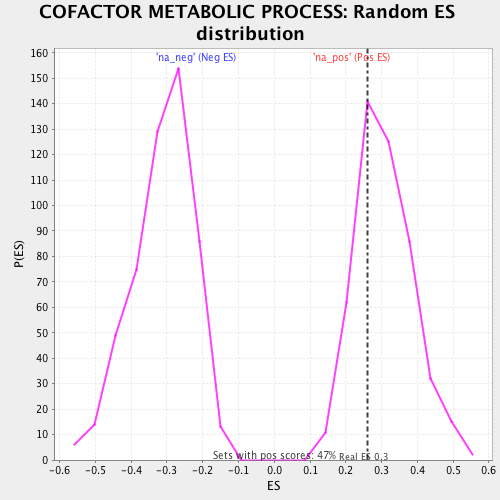 COFACTOR METABOLIC PROCESS: Random ES
distribution
'na_neg' (Neg ES)
'na_pos' (Pos ES)
160
150
140
130
120
110
100
90
80
70
60
50
40
30
20
10
0
P(ES)
Sets with pos scores: 47%
Real ES 0.3
-0.6 -0.5 -0.4 -0.3 -0.2 -0.1 0.0 0.1 0.2 0.3 0.4 0.5 0.6
ES